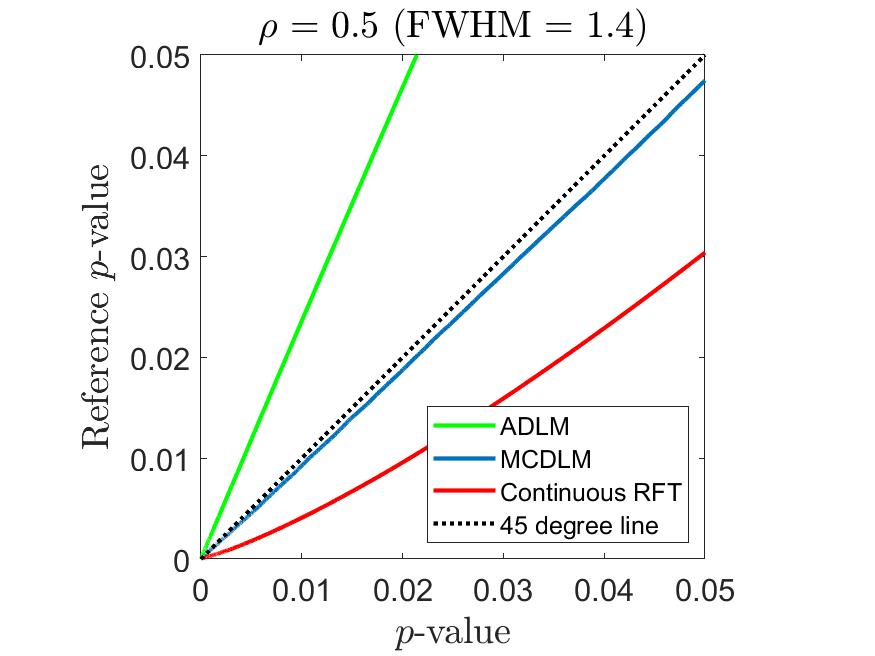 ρ = 0.5 (FWHM = 1.4)
0.05
0.04
0.03
0.02
0.01
0
Reference p-value
ADLM
MCDLM
Continuous RFT
45 degree line
0 0.01 0.02 0.03 0.04 0.05
p-value